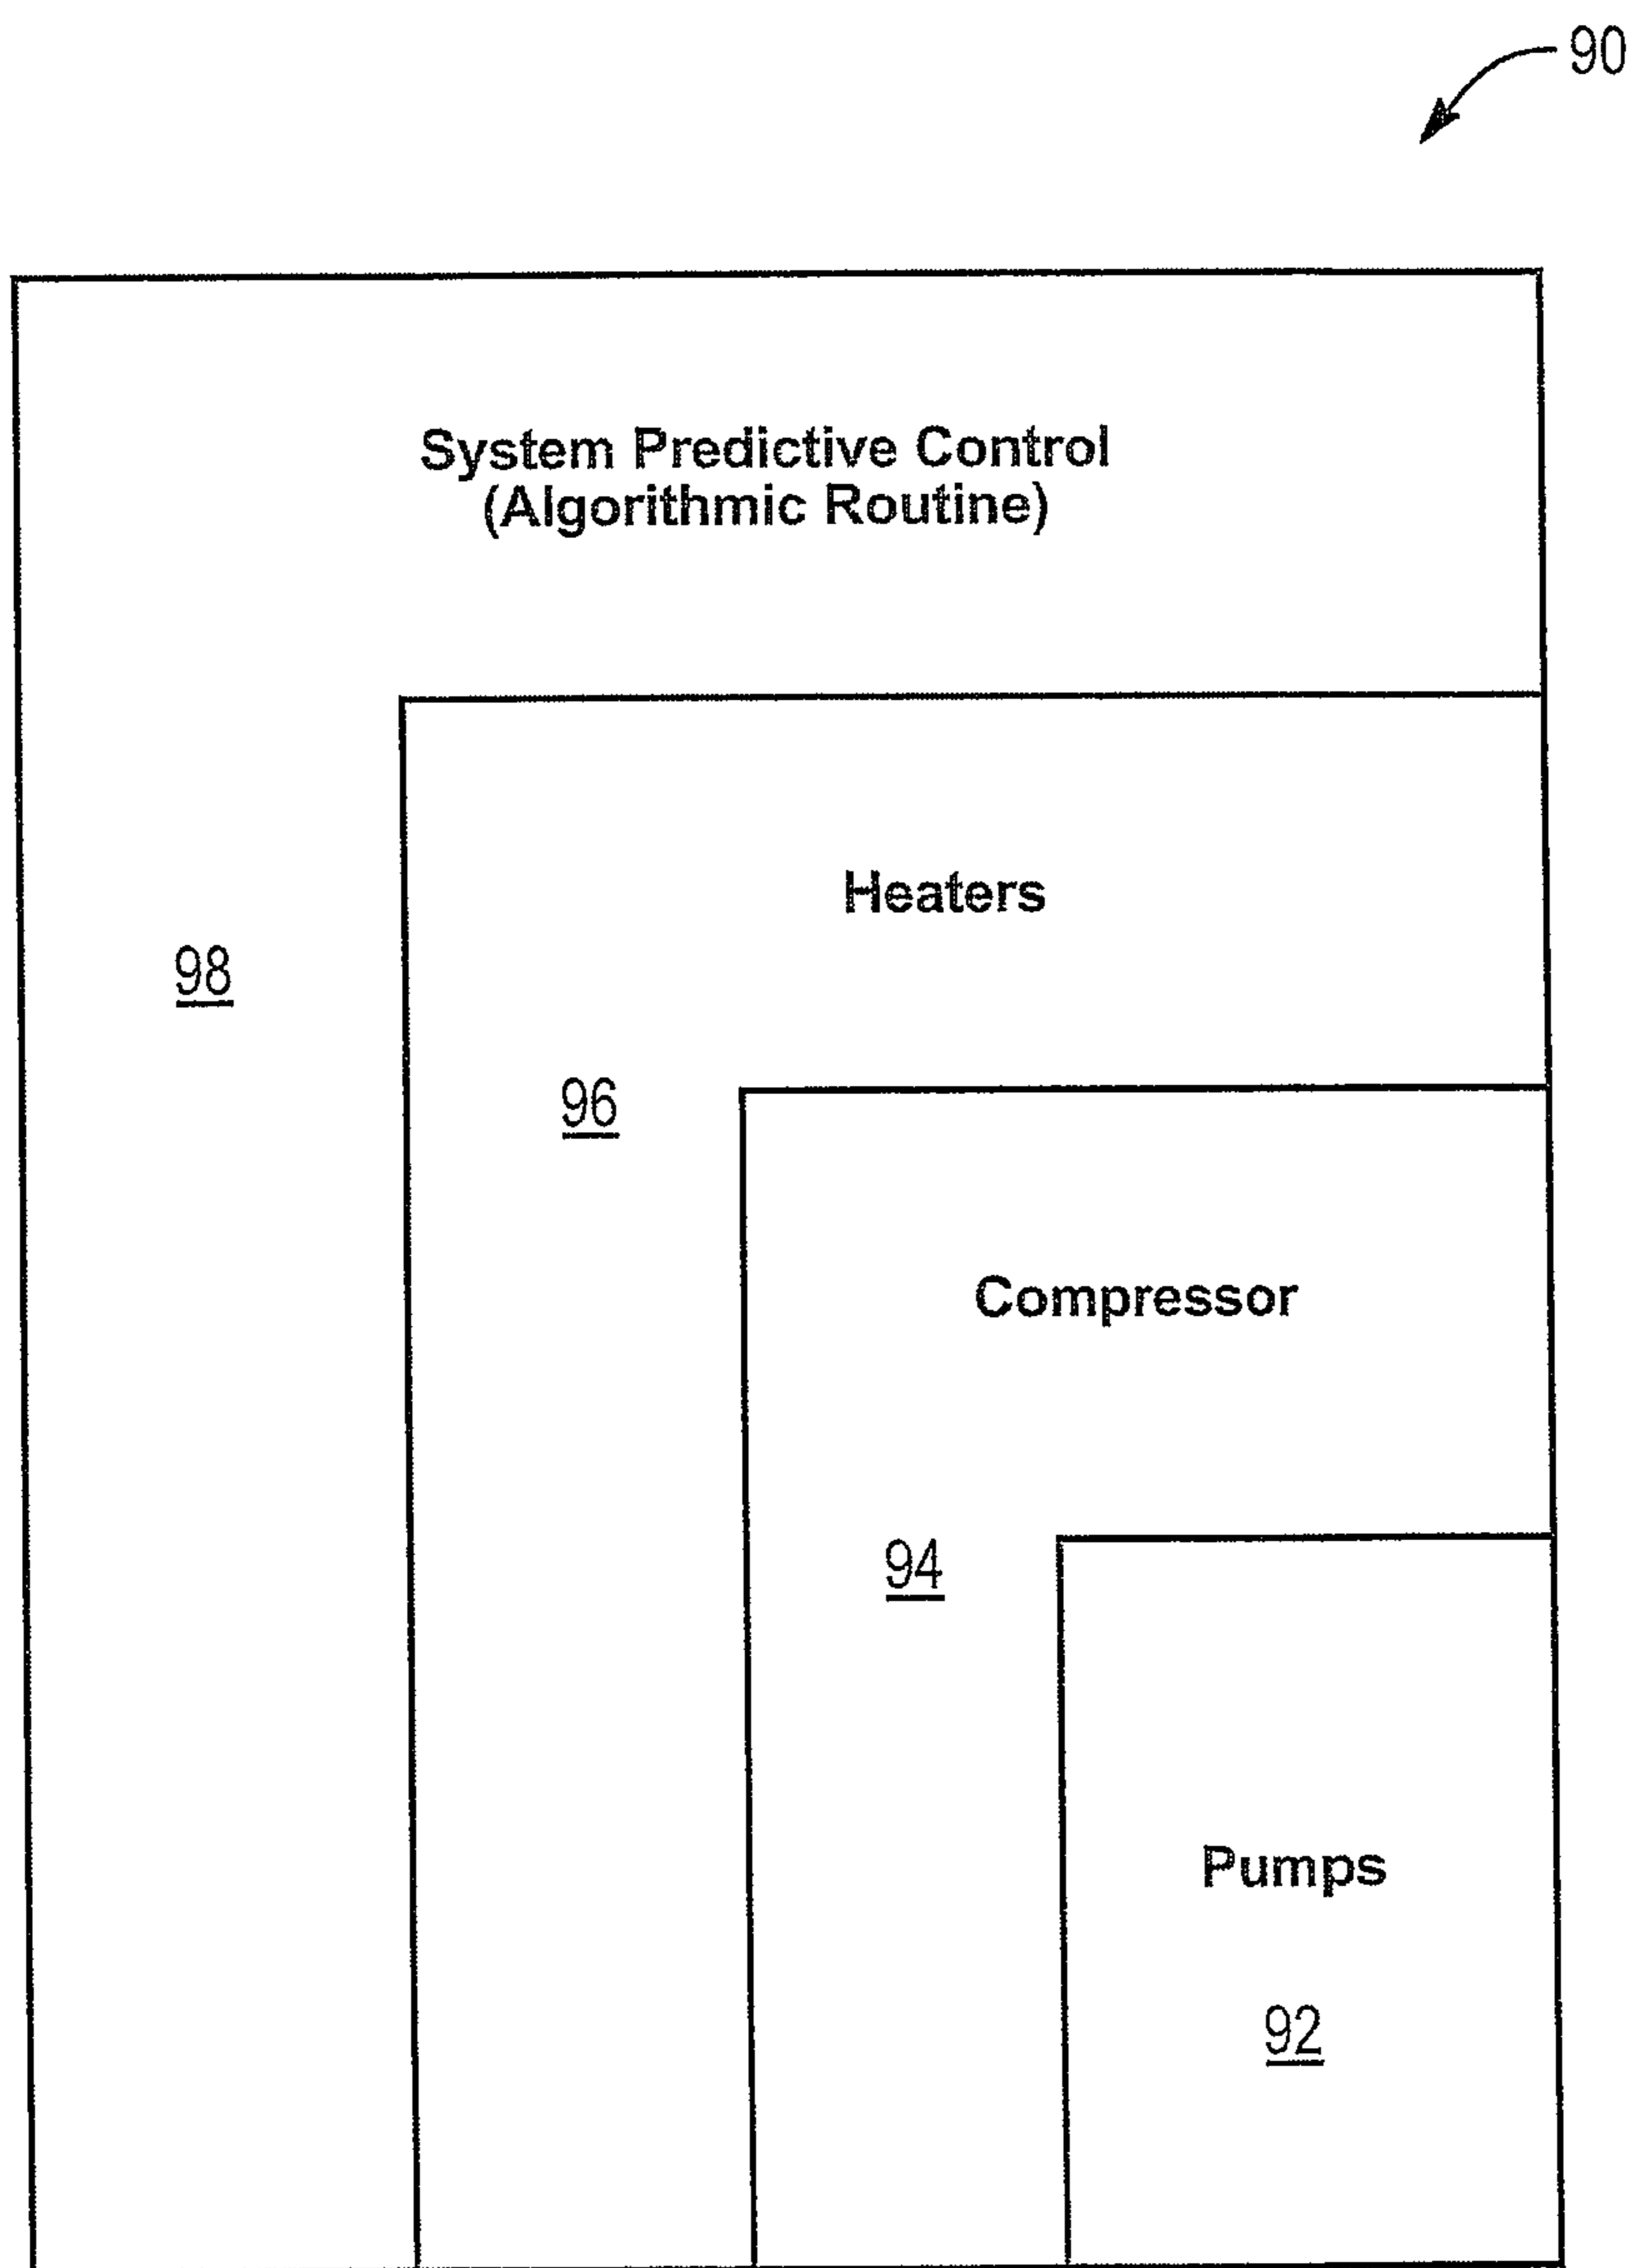 90
System Predictive Control
(Algorithmic Routine)
Heaters
98
96
Compressor
94
Pumps
92